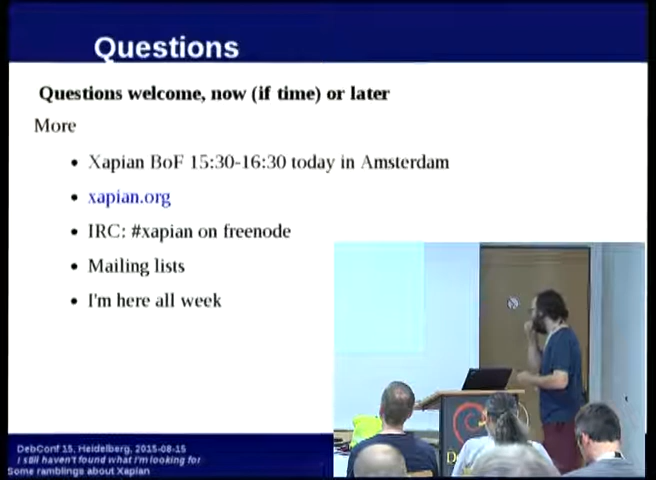 Questions
Questions welcome, now (if time) or later
More
Xapian BoF 15:30-16:30 today in Amsterdam
xapian.org
IRC: #xapian on freenode
Mailing lists
I'm here all week
DebConf 15, Heidelberg, 2015-08-15
I still haven't found what I'm looking for
Some ramblings about Xapian